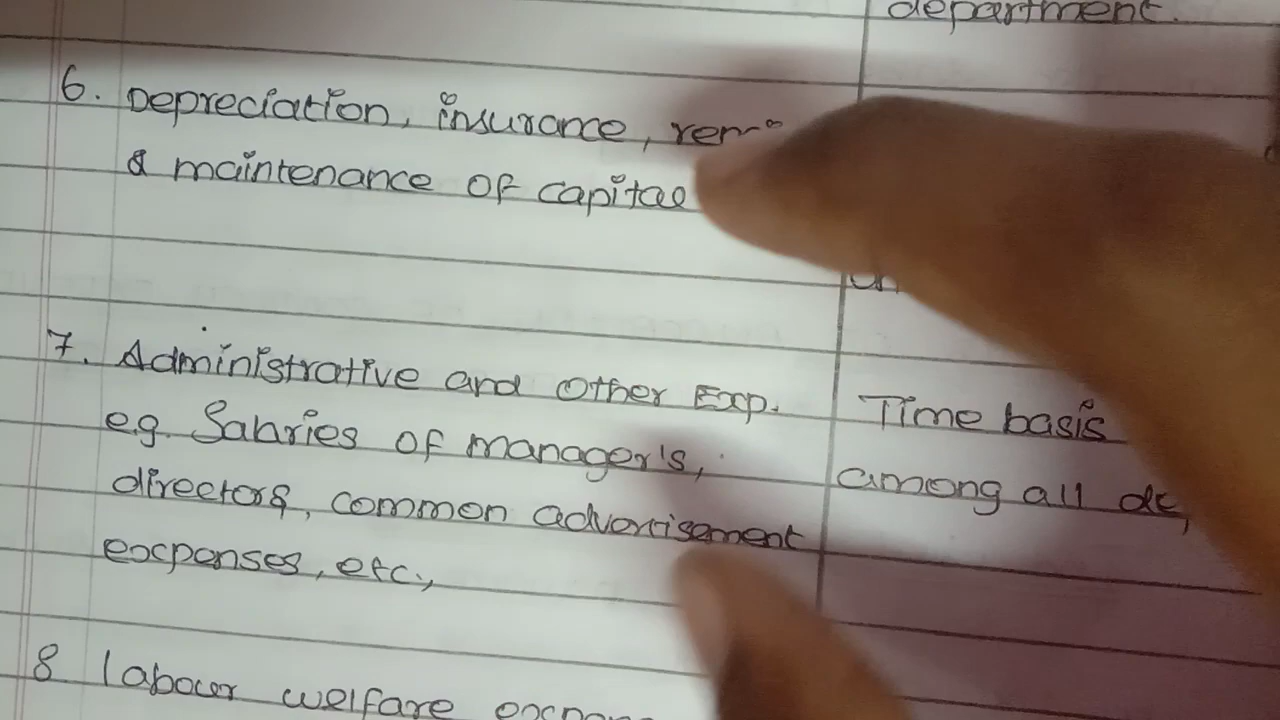 department.
6. Depreciation, insurance,
& maintenance of capital
7. Administrative and Other Exp.
Time basis
e.g. Salaries of manager's,
among all
directors, common advertisement
expenses, etc.,
8 labour welfare